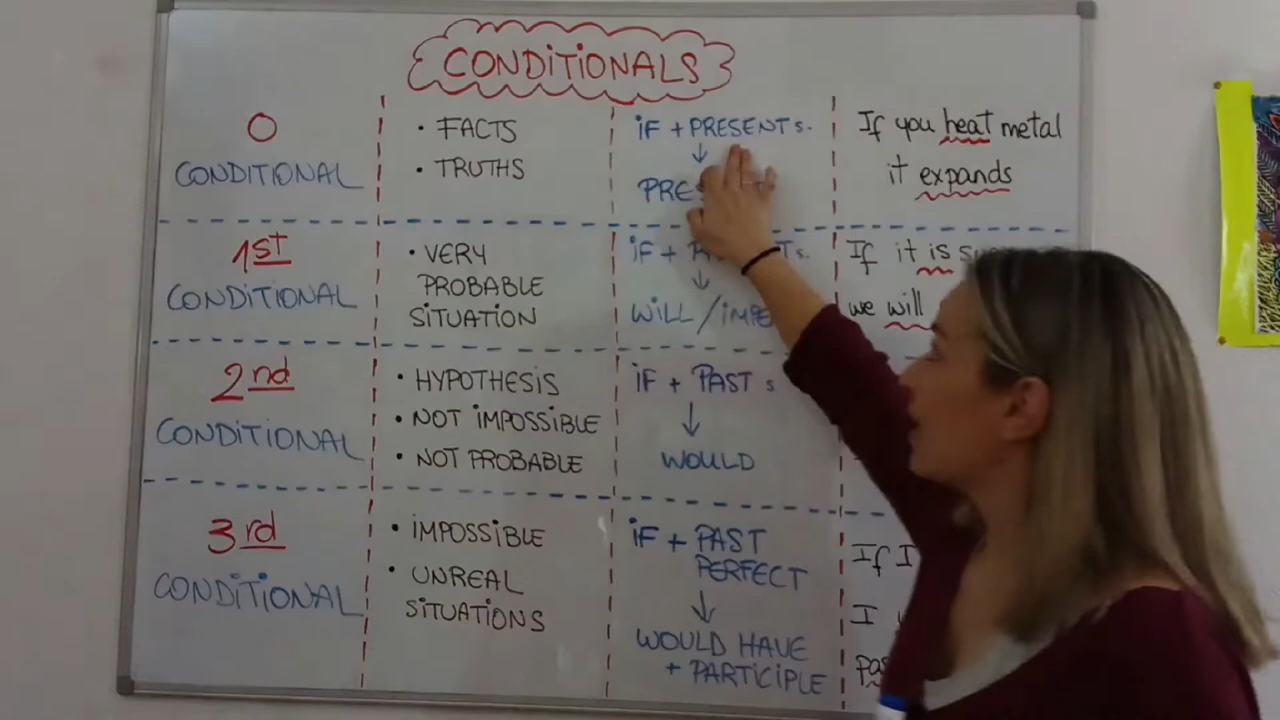 CONDITIONALS
0
CONDITIONAL
• FACTS
• TRUTHS
IF + PRESENT s.
↓
If you heat metal
it expands
1st
CONDITIONAL
• VERY
PROBABLE
SITUATION
IF +
↓
WILL /
If it is
we will
2nd
CONDITIONAL
• HYPOTHESIS
• NOT IMPOSSIBLE
• NOT PROBABLE
IF + PAST s
↓
WOULD
3rd
CONDITIONAL
• IMPOSSIBLE
• UNREAL
SITUATIONS
IF + PAST
PERFECT
↓
WOULD HAVE
+ PARTICIPLE
If I
I